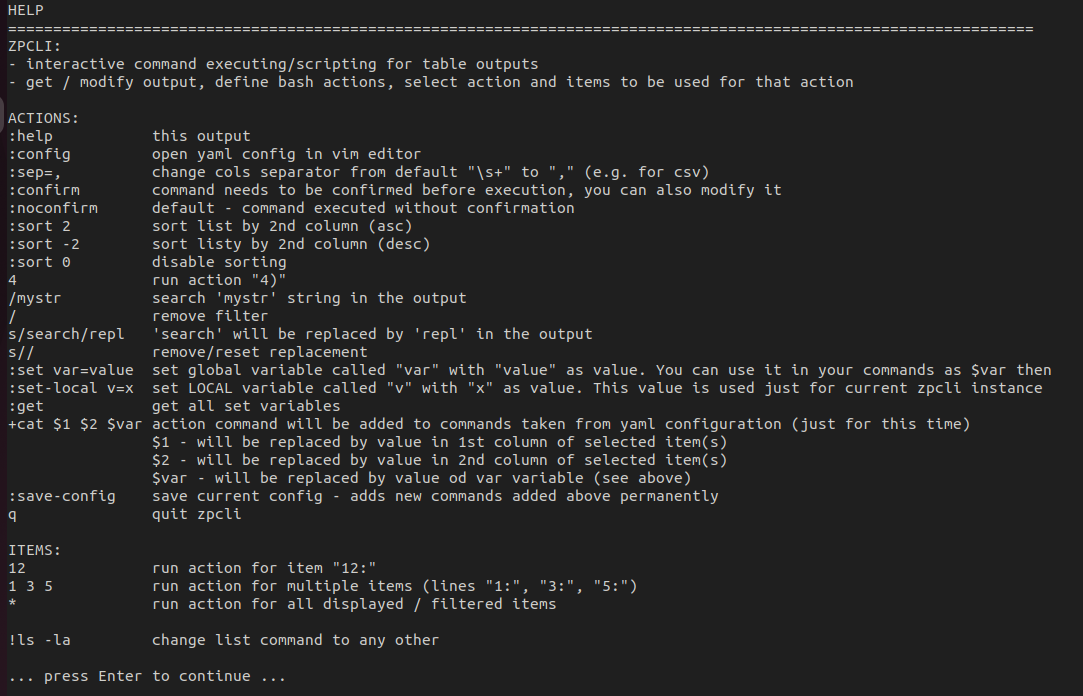 HELP
==================================================================================================================
ZPCLI:
- interactive command executing/scripting for table outputs
- get / modify output, define bash actions, select action and items to be used for that action

ACTIONS:
:help           this output
:config         open yaml config in vim editor
:sep=,          change cols separator from default "\s+" to "," (e.g. for csv)
:confirm        command needs to be confirmed before execution, you can also modify it
:noconfirm      default - command executed without confirmation
:sort 2         sort list by 2nd column (asc)
:sort -2        sort listy by 2nd column (desc)
:sort 0         disable sorting
4               run action "4)"
/mystr          search 'mystr' string in the output
/               remove filter
s/search/repl   'search' will be replaced by 'repl' in the output
s//             remove/reset replacement
:set var=value  set global variable called "var" with "value" as value. You can use it in your commands as $var then
:set-local v=x  set LOCAL variable called "v" with "x" as value. This value is used just for current zpcli instance
:get            get all set variables
+cat $1 $2 $var action command will be added to commands taken from yaml configuration (just for this time)
                $1 - will be replaced by value in 1st column of selected item(s)
                $2 - will be replaced by value in 2nd column of selected item(s)
                $var - will be replaced by value od var variable (see above)
:save-config    save current config - adds new commands added above permanently
q               quit zpcli

ITEMS:
12              run action for item "12:"
1 3 5           run action for multiple items (lines "1:", "3:", "5:")
*               run action for all displayed / filtered items

!ls -la         change list command to any other

... press Enter to continue ...